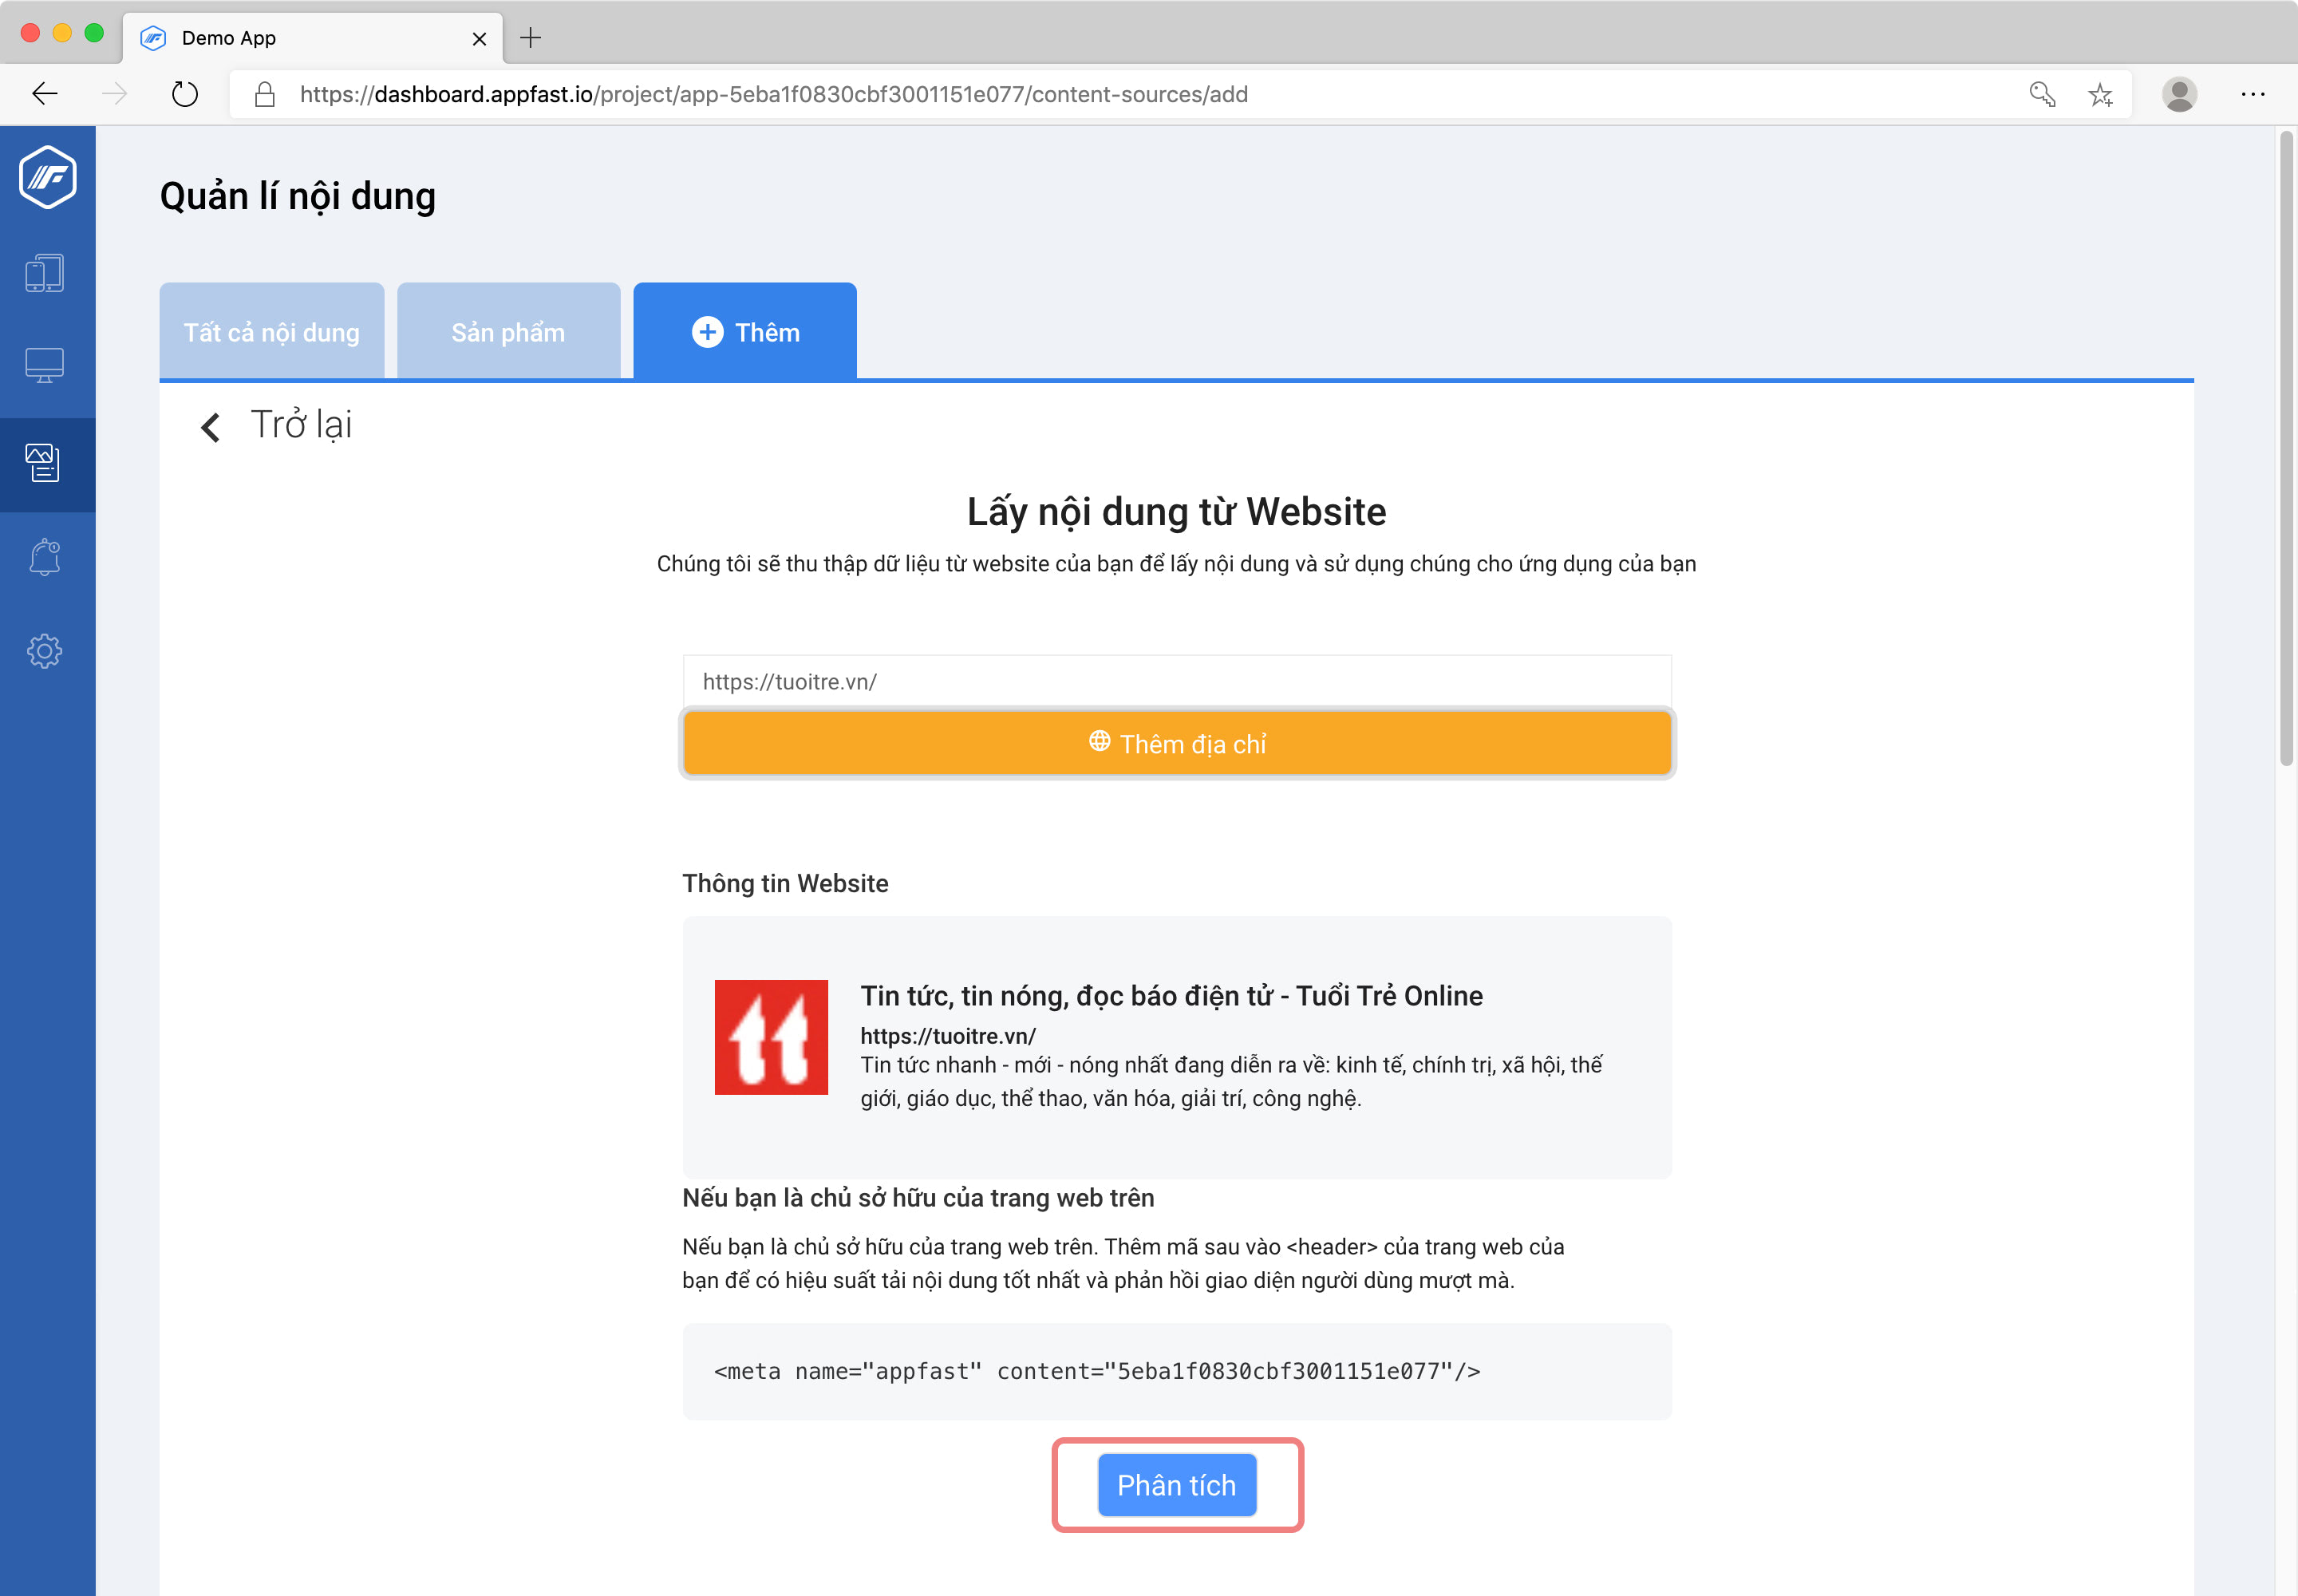 Demo App
https://dashboard.appfast.io/project/app-5eba1f0830cbf3001151e077/content-sources/add
Quản lí nội dung
Tất cả nội dung
Sản phẩm
Thêm
Trở lại
Lấy nội dung từ Website
Chúng tôi sẽ thu thập dữ liệu từ website của bạn để lấy nội dung và sử dụng chúng cho ứng dụng của bạn
https://tuoitre.vn/
Thêm địa chỉ
Thông tin Website
Tin tức, tin nóng, đọc báo điện tử - Tuổi Trẻ Online
https://tuoitre.vn/
Tin tức nhanh - mới - nóng nhất đang diễn ra về: kinh tế, chính trị, xã hội, thế
giới, giáo dục, thể thao, văn hóa, giải trí, công nghệ.
Nếu bạn là chủ sở hữu của trang web trên
Nếu bạn là chủ sở hữu của trang web trên. Thêm mã sau vào <header> của trang web của
bạn để có hiệu suất tải nội dung tốt nhất và phản hồi giao diện người dùng mượt mà.
<meta name="appfast" content="5eba1f0830cbf3001151e077"/>
Phân tích